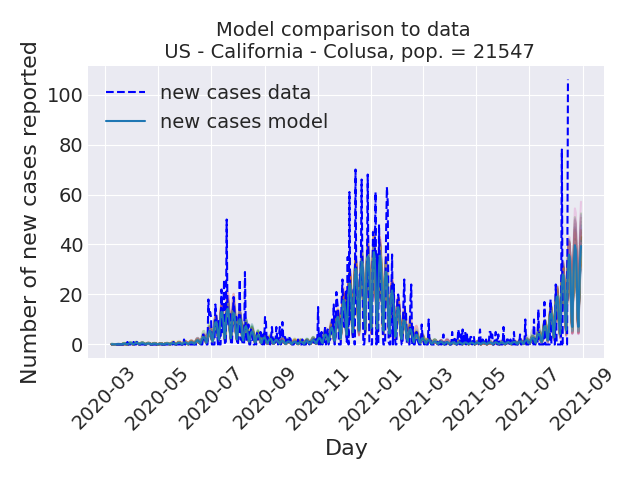 Model comparison to data
US - California - Colusa, pop. = 21547
Number of new cases reported
100
80
60
40
20
0
new cases data
new cases model
2020-03
2020-05
2020-07
2020-09
2020-11
2021-01
2021-03
2021-05
2021-07
2021-09
Day